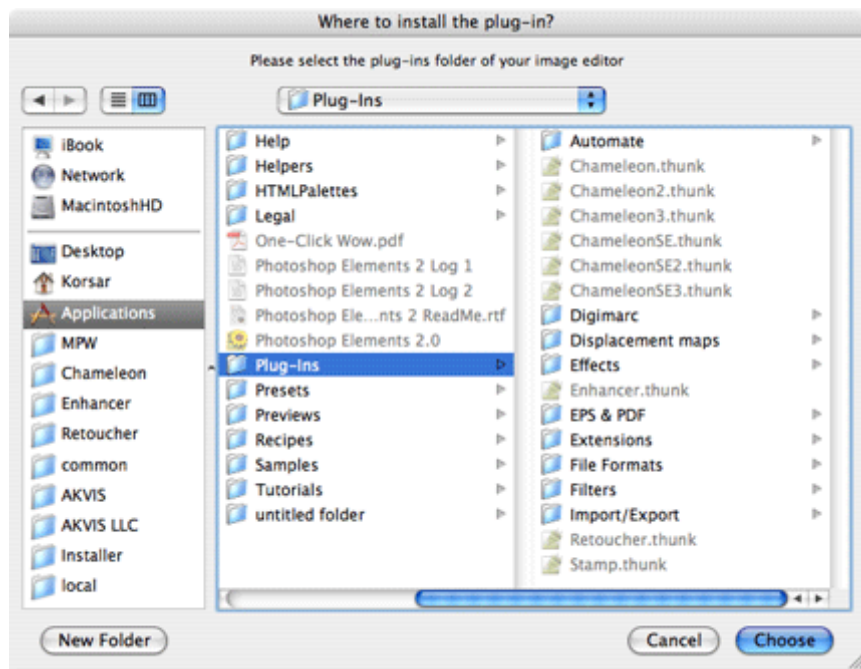 Where to install the plug-in?
Please select the plug-ins folder of your image editor
Plug-Ins
iBook
Network
MacintoshHD
Desktop
Korsar
Applications
MPW
Chameleon
Enhancer
Retoucher
common
AKVIS
AKVIS LLC
Installer
local
Help
Helpers
HTMLPalettes
Legal
One-Click Wow.pdf
Photoshop Elements 2 Log 1
Photoshop Elements 2 Log 2
Photoshop Ele...nts 2 ReadMe.rtf
Photoshop Elements 2.0
Plug-Ins
Presets
Previews
Recipes
Samples
Tutorials
untitled folder
Automate
Chameleon.thunk
Chameleon2.thunk
Chameleon3.thunk
ChameleonSE.thunk
ChameleonSE2.thunk
ChameleonSE3.thunk
Digimarc
Displacement maps
Effects
Enhancer.thunk
EPS & PDF
Extensions
File Formats
Filters
Import/Export
Retoucher.thunk
Stamp.thunk
New Folder
Cancel
Choose